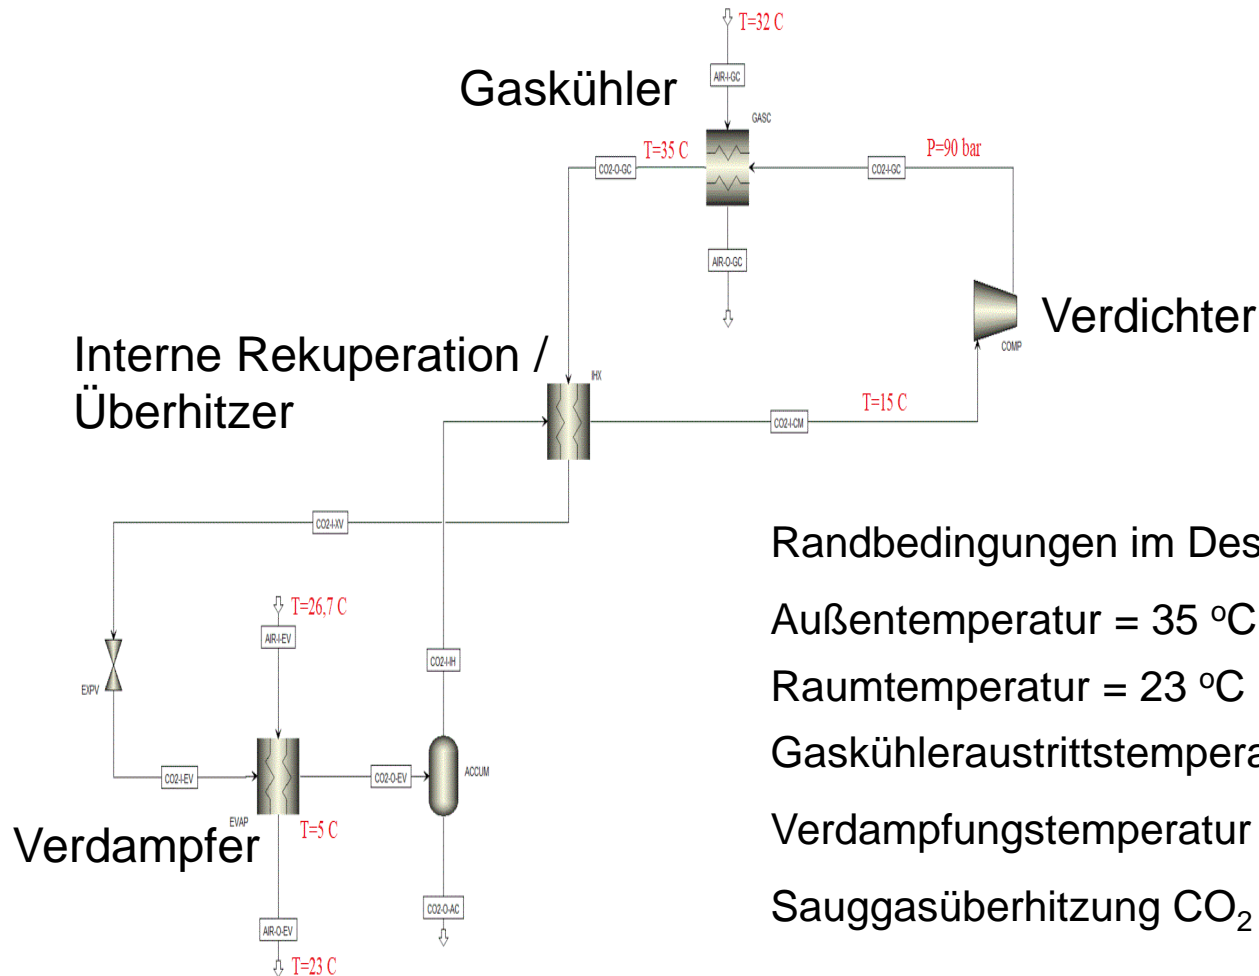 T=32 C
AIR-I-GC
Gaskühler
GASC
T=35 C
P=90 bar
CO2-O-GC
CO2-I-GC
AIR-O-GC
Verdichter
COMP
Interne Rekuperation /
Überhitzer
IHX
T=15 C
CO2-I-CM
CO2-I-XV
Randbedingungen im Des
T=26,7 C
Außentemperatur = 35 °C
AIR-I-EV
CO2-I-IH
EXPV
Raumtemperatur = 23 °C
Gaskühleraustrittstempera
CO2-I-EV
CO2-O-EV
ACCUM
EVAP
T=5 C
Verdampfer
Verdampfungstemperatur
CO2-O-AC
Sauggasüberhitzung CO₂
AIR-O-EV
T=23 C